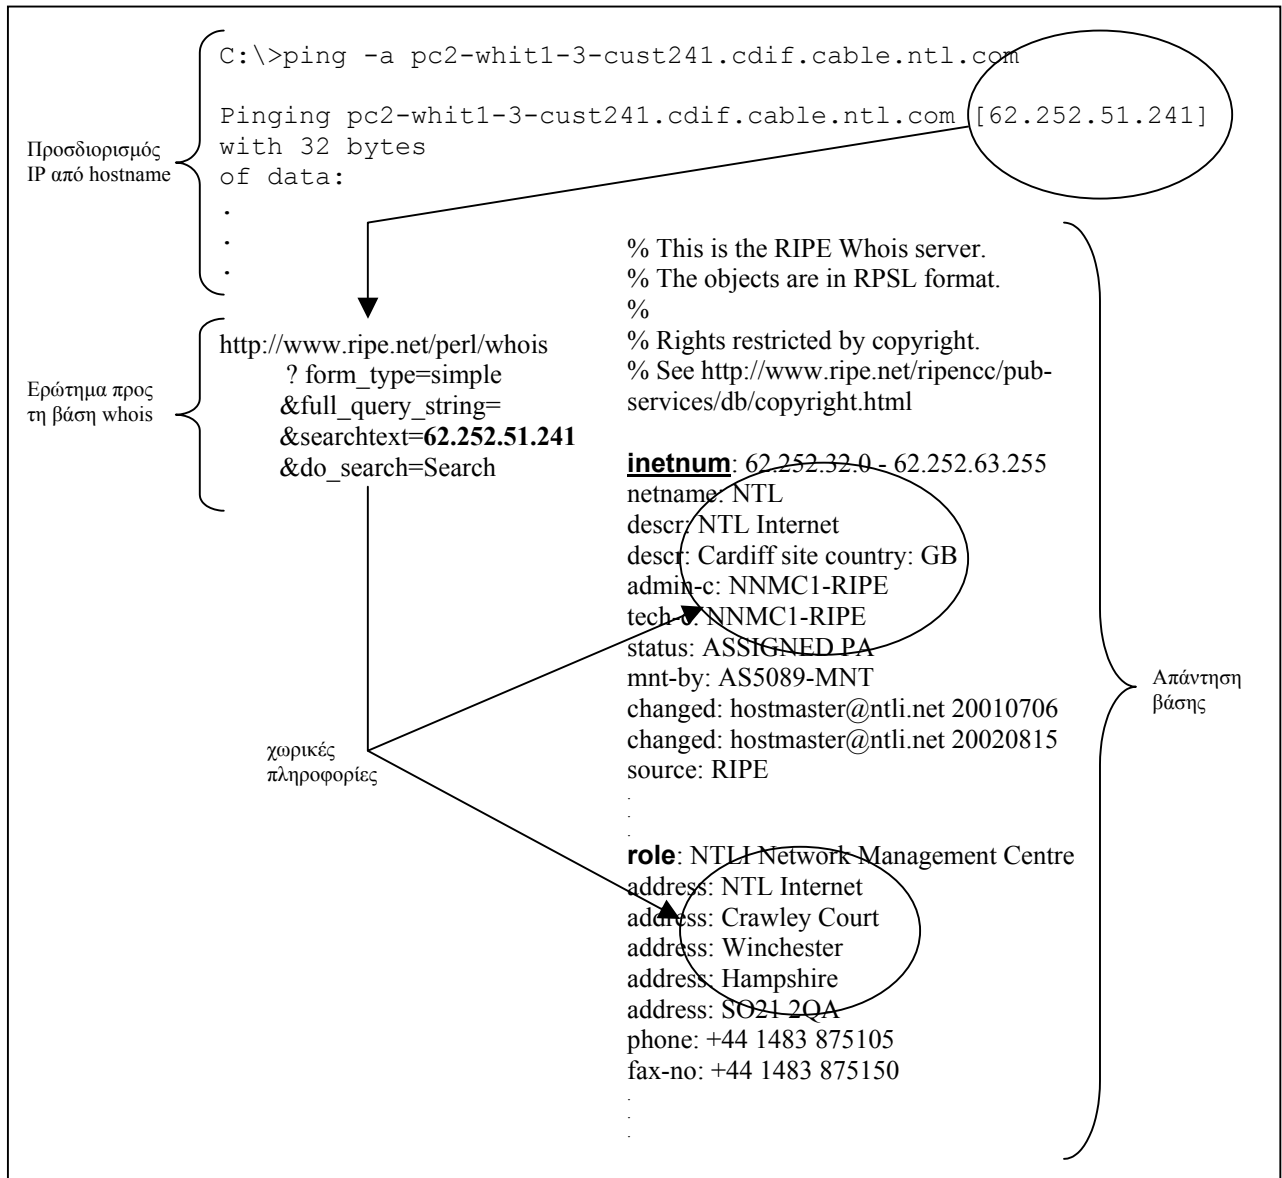 C:\>ping -a pc2-whit1-3-cust241.cdif.cable.ntl.com
Pinging pc2-whit1-3-cust241.cdif.cable.ntl.com [62.252.51.241]
with 32 bytes
of data:
.
.
.
Προσδιορισμός
IP από hostname
http://www.ripe.net/perl/whois
? form_type=simple
&full_query_string=
&searchtext=62.252.51.241
&do_search=Search
Ερώτημα προς
τη βάση whois
χωρικές
πληροφορίες
% This is the RIPE Whois server.
% The objects are in RPSL format.
%
% Rights restricted by copyright.
% See http://www.ripe.net/ripencc/pub-
services/db/copyright.html
inetnum: 62.252.32.0 - 62.252.63.255
netname: NTL
descr: NTL Internet
descr: Cardiff site country: GB
admin-c: NNMC1-RIPE
tech-c: NNMC1-RIPE
status: ASSIGNED PA
mnt-by: AS5089-MNT
changed: hostmaster@ntli.net 20010706
changed: hostmaster@ntli.net 20020815
source: RIPE
.
.
.
role: NTLI Network Management Centre
address: NTL Internet
address: Crawley Court
address: Winchester
address: Hampshire
address: SO21 2QA
phone: +44 1483 875105
fax-no: +44 1483 875150
.
.
.
Απάντηση
βάσης